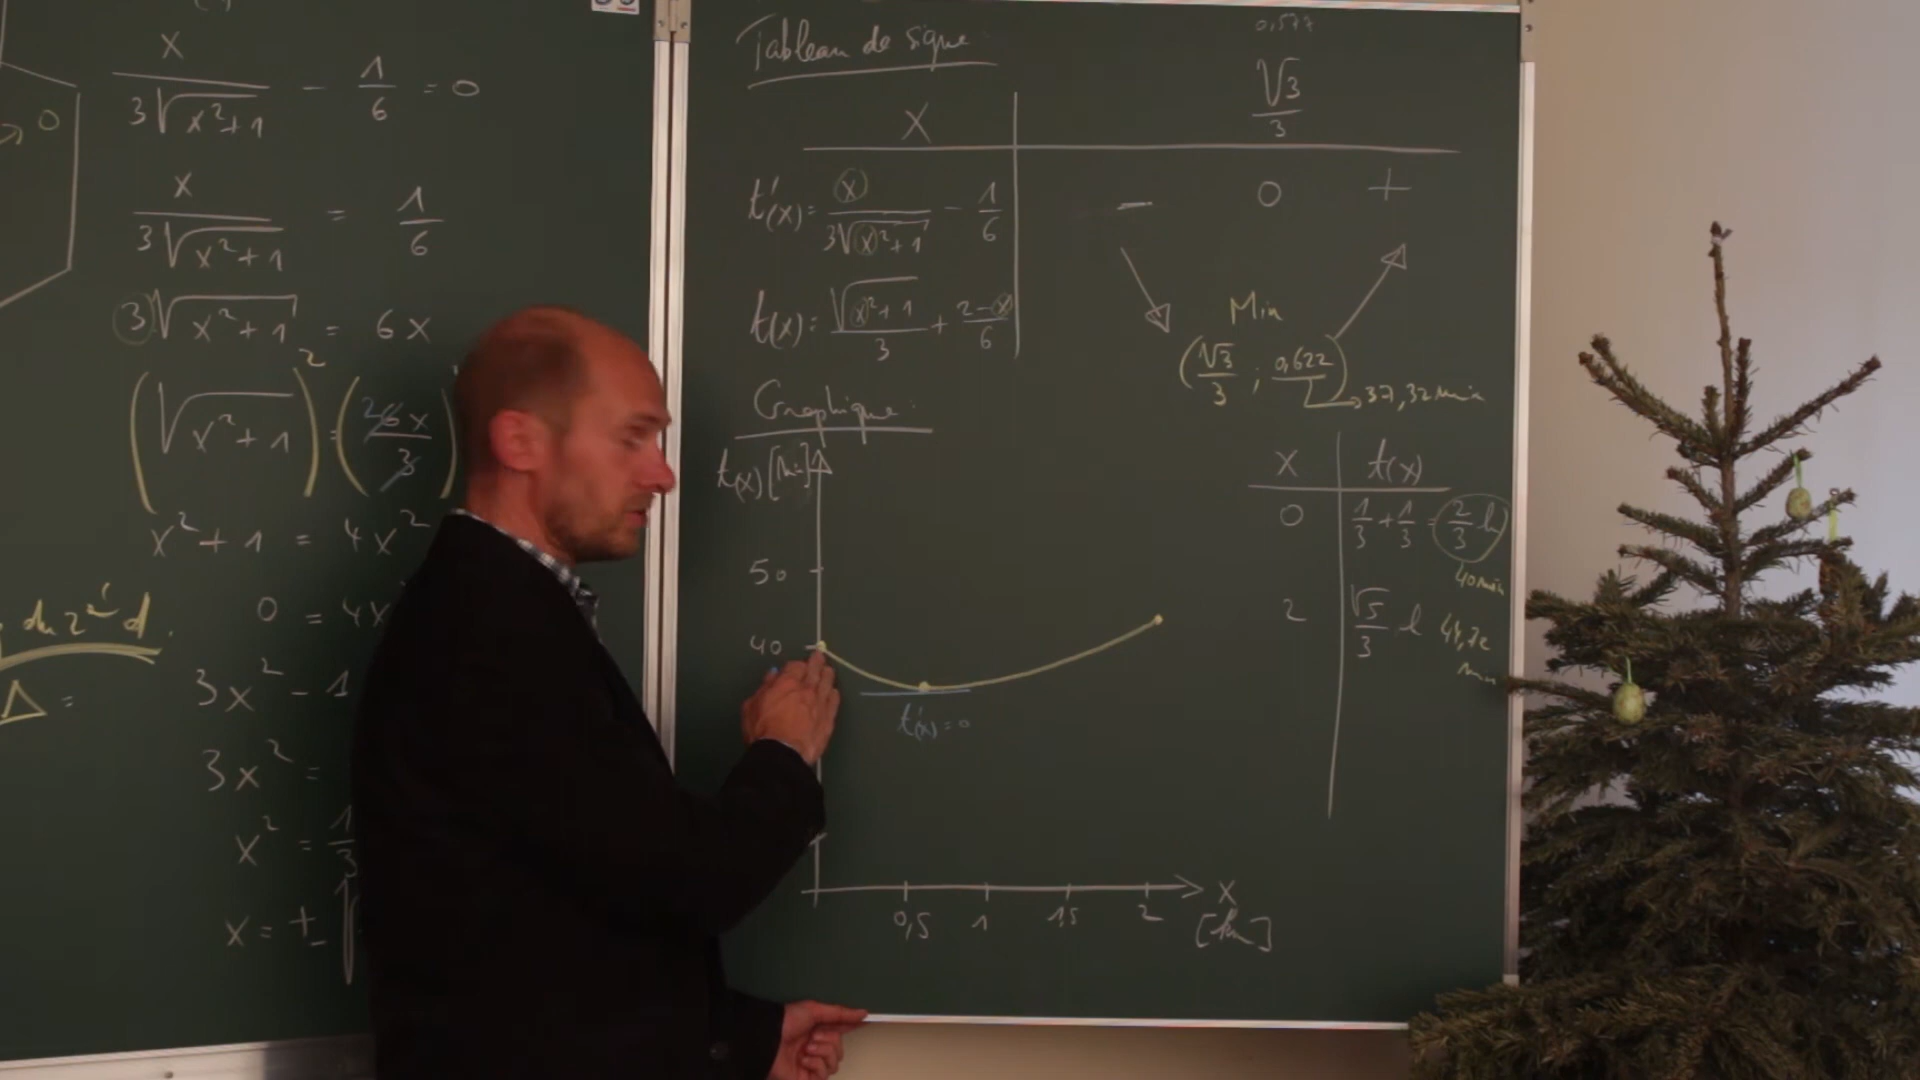 x/(3√(x²+1)) - 1/6 = 0
x/(3√(x²+1)) = 1/6
3√(x²+1) = 6x
(√(x²+1))² = (26x/3)
x²+1 = 4x²
0 = 4x
3x² - 1
3x² =
x² = 1/3
x = ±√
→ 0
Δ =
Tableau de signe
0,577
X
√3/3
t'(x) = x/(3√(x²+1)) - 1/6
- 0 +
t(x) = √(x²+1)/3 + (2-x)/6
Min
(√3/3 ; 0,622)
→ 37,32 min
Graphique :
t(x) [min]
50
40
t'(x) = 0
0,5 1 1,5 2
X
[km]
X t(x)
0 1/3 + 1/3 = 2/3 h
40 min
2 √5/3 h
min